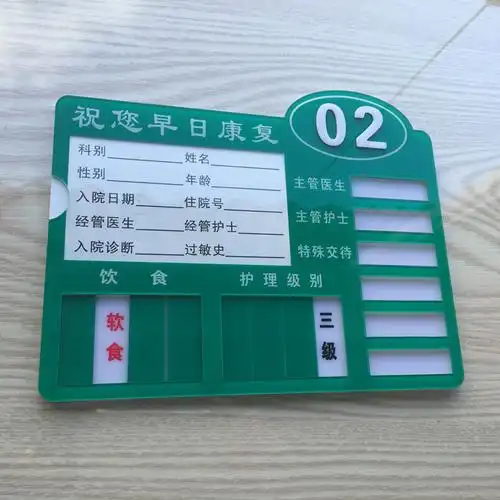 02
祝您早日康复
科别 姓名
性别 年龄
入院日期 住院号
经管医生 经管护士
入院诊断 过敏史
主管医生
主管护士
特殊交待
饮食 护理级别
软食
三级